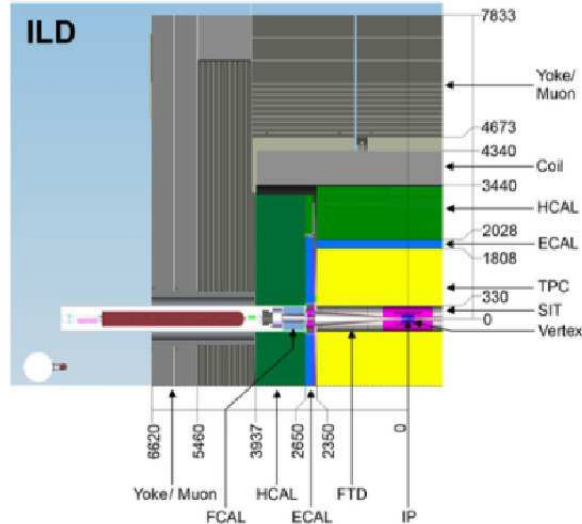 ILD
7833
Yoke/
Muon
4673
4340
Coil
3440
HCAL
2028
ECAL
1808
TPC
330
SIT
0
Vertex
6620
5460
3937
2650
2350
0
Yoke/ Muon
HCAL
FTD
FCAL
ECAL
IP